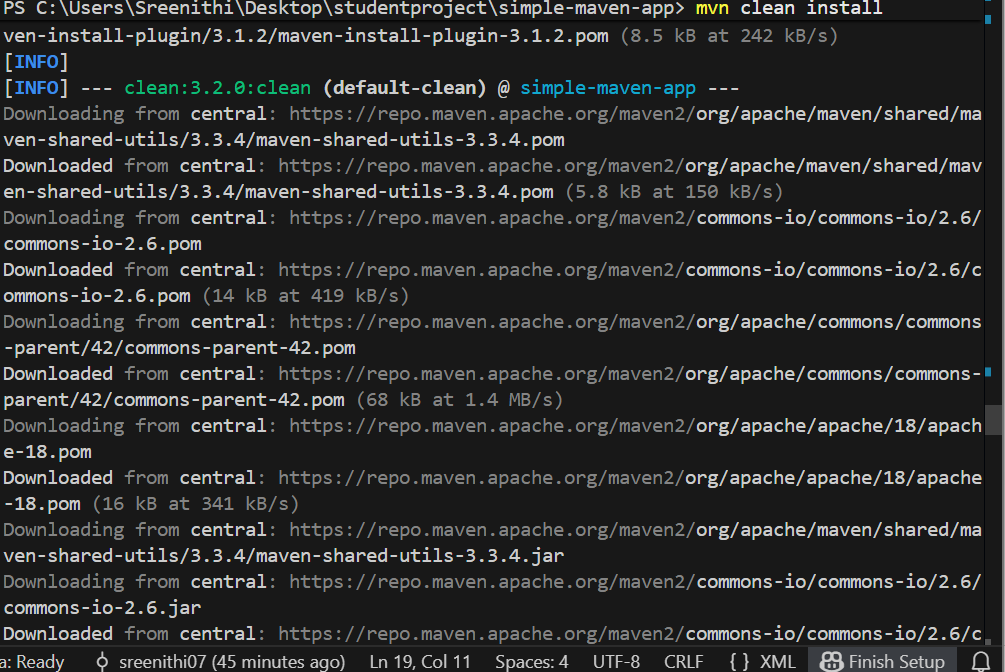 PS C:\Users\Sreenithi\Desktop\studentproject\simple-maven-app> mvn clean install
ven-install-plugin/3.1.2/maven-install-plugin-3.1.2.pom (8.5 kB at 242 kB/s)
[INFO]
[INFO] --- clean:3.2.0:clean (default-clean) @ simple-maven-app ---
Downloading from central: https://repo.maven.apache.org/maven2/org/apache/maven/shared/ma
ven-shared-utils/3.3.4/maven-shared-utils-3.3.4.pom
Downloaded from central: https://repo.maven.apache.org/maven2/org/apache/maven/shared/mav
en-shared-utils/3.3.4/maven-shared-utils-3.3.4.pom (5.8 kB at 150 kB/s)
Downloading from central: https://repo.maven.apache.org/maven2/commons-io/commons-io/2.6/
commons-io-2.6.pom
Downloaded from central: https://repo.maven.apache.org/maven2/commons-io/commons-io/2.6/c
ommons-io-2.6.pom (14 kB at 419 kB/s)
Downloading from central: https://repo.maven.apache.org/maven2/org/apache/commons/commons
-parent/42/commons-parent-42.pom
Downloaded from central: https://repo.maven.apache.org/maven2/org/apache/commons/commons-
parent/42/commons-parent-42.pom (68 kB at 1.4 MB/s)
Downloading from central: https://repo.maven.apache.org/maven2/org/apache/apache/18/apach
e-18.pom
Downloaded from central: https://repo.maven.apache.org/maven2/org/apache/apache/18/apache
-18.pom (16 kB at 341 kB/s)
Downloading from central: https://repo.maven.apache.org/maven2/org/apache/maven/shared/ma
ven-shared-utils/3.3.4/maven-shared-utils-3.3.4.jar
Downloading from central: https://repo.maven.apache.org/maven2/commons-io/commons-io/2.6/
commons-io-2.6.jar
Downloaded from central: https://repo.maven.apache.org/maven2/commons-io/commons-io/2.6/c
a: Ready sreenithi07 (45 minutes ago) Ln 19, Col 11 Spaces: 4 UTF-8 CRLF { } XML Finish Setup